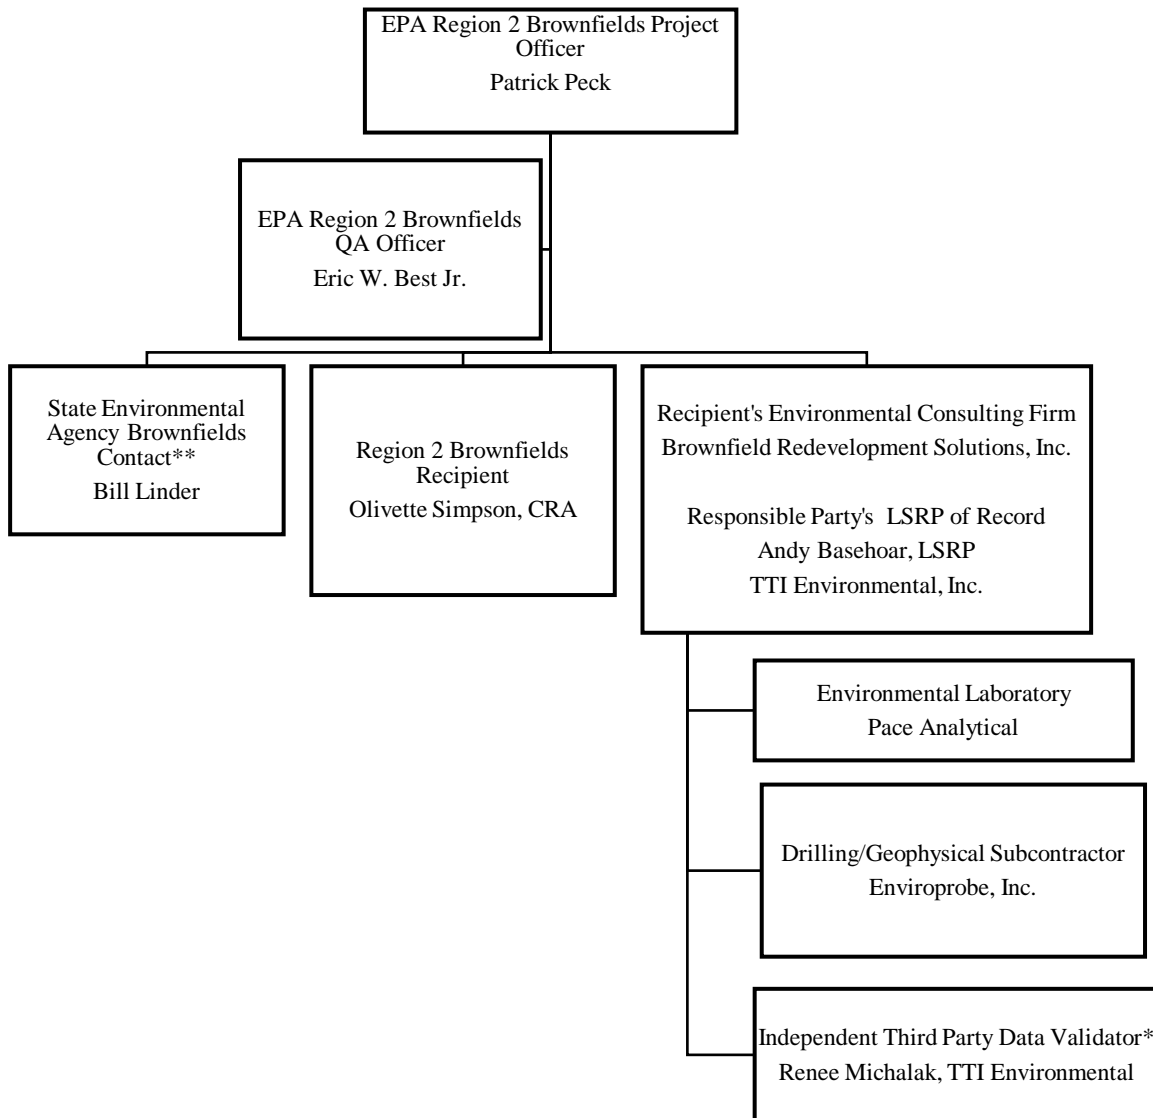 EPA Region 2 Brownfields Project
Officer
Patrick Peck
EPA Region 2 Brownfields
QA Officer
Eric W. Best Jr.
State Environmental
Agency Brownfields
Contact**
Bill Linder
Region 2 Brownfields
Recipient
Olivette Simpson, CRA
Recipient's Environmental Consulting Firm
Brownfield Redevelopment Solutions, Inc.
Responsible Party's LSRP of Record
Andy Basehoar, LSRP
TTI Environmental, Inc.
Environmental Laboratory
Pace Analytical
Drilling/Geophysical Subcontractor
Enviroprobe, Inc.
Independent Third Party Data Validator*
Renee Michalak, TTI Environmental